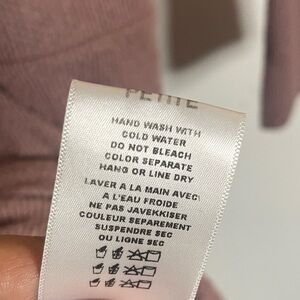 PETITE
HAND WASH WITH
COLD WATER
DO NOT BLEACH
COLOR SEPARATE
HANG OR LINE DRY
LAVER A LA MAIN AVEC
A L'EAU FROIDE
NE PAS JAVEKKISER
COULEUR SEPAREMENT
SUSPENDRE SEC
OU LIGNE SEC